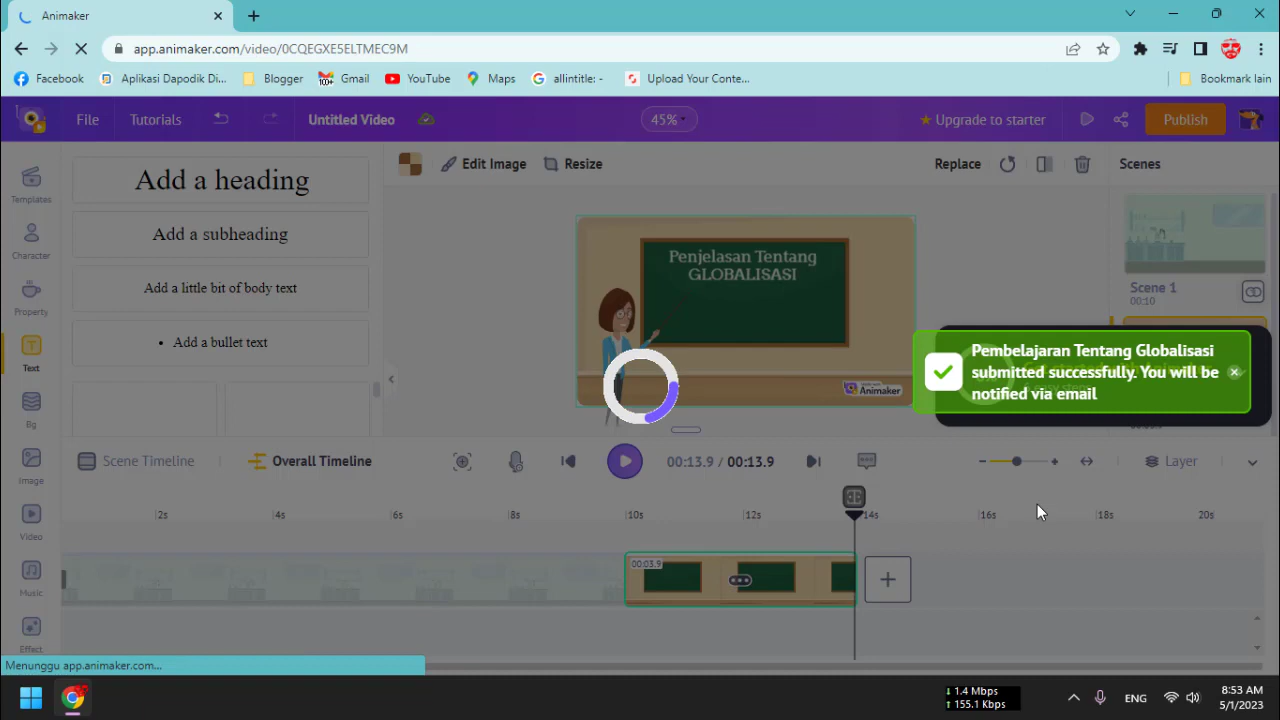 Animaker
app.animaker.com/video/0CQEGXE5ELTMEC9M
Facebook
Aplikasi Dapodik Di...
Blogger
100+
Gmail
YouTube
Maps
allintitle: -
Upload Your Conte...
Bookmark lain
File
Tutorials
Untitled Video
45%
Upgrade to starter
Publish
Templates
Character
Property
Text
Bg
Image
Video
Music
Effect
Add a heading
Add a subheading
Add a little bit of body text
• Add a bullet text
Edit Image
Resize
Replace
Scenes
Penjelasan Tentang
GLOBALISASI
Animaker
Scene 1
00:10
Pembelajaran Tentang Globalisasi
submitted successfully. You will be
notified via email
Scene Timeline
Overall Timeline
00:13.9 / 00:13.9
Layer
2s
4s
6s
8s
10s
12s
14s
16s
18s
20s
00:03.9
Menunggu app.animaker.com...
1.4 Mbps
155.1 Kbps
ENG
8:53 AM
5/1/2023